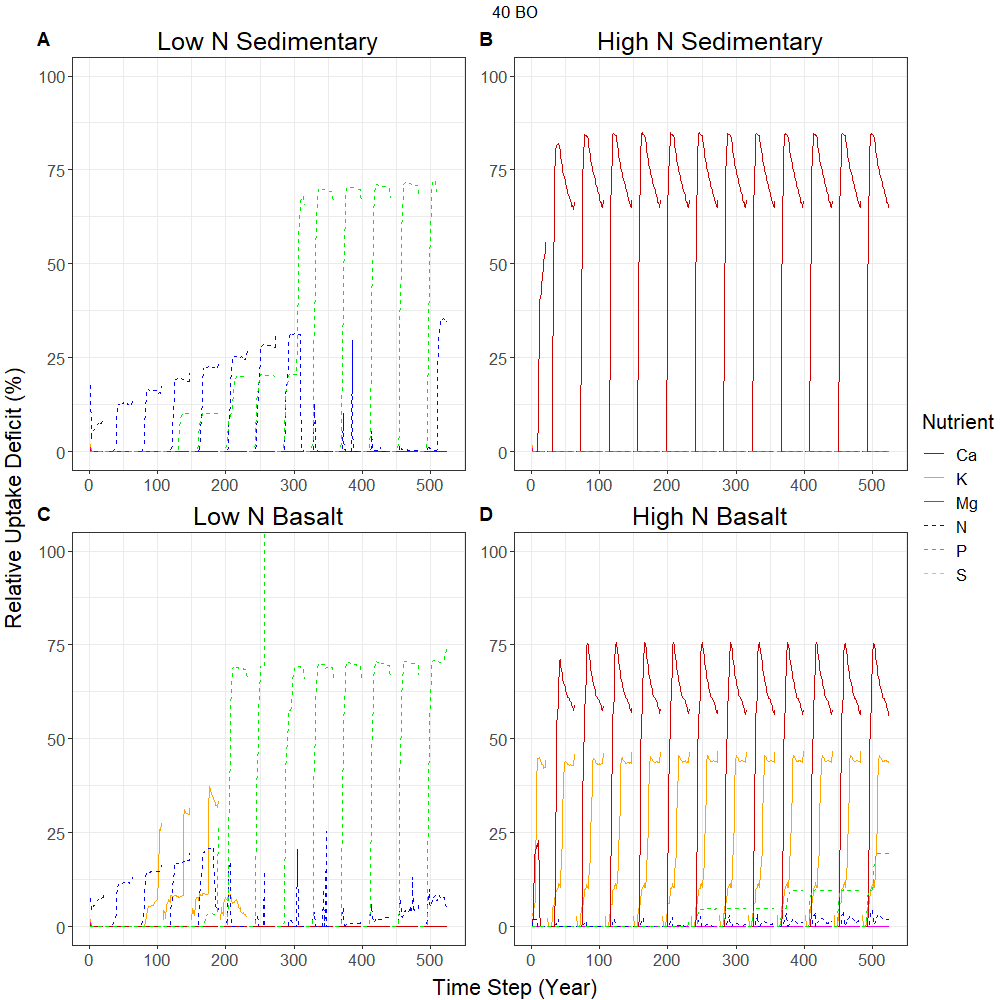 40 BO
A Low N Sedimentary
B High N Sedimentary
100
75
50
25
0
0 100 200 300 400 500
100
75
50
25
0
0 100 200 300 400 500
C Low N Basalt
D High N Basalt
100
75
50
25
0
0 100 200 300 400 500
100
75
50
25
0
0 100 200 300 400 500
Relative Uptake Deficit (%)
Time Step (Year)
Nutrient
Ca
K
Mg
N
P
S